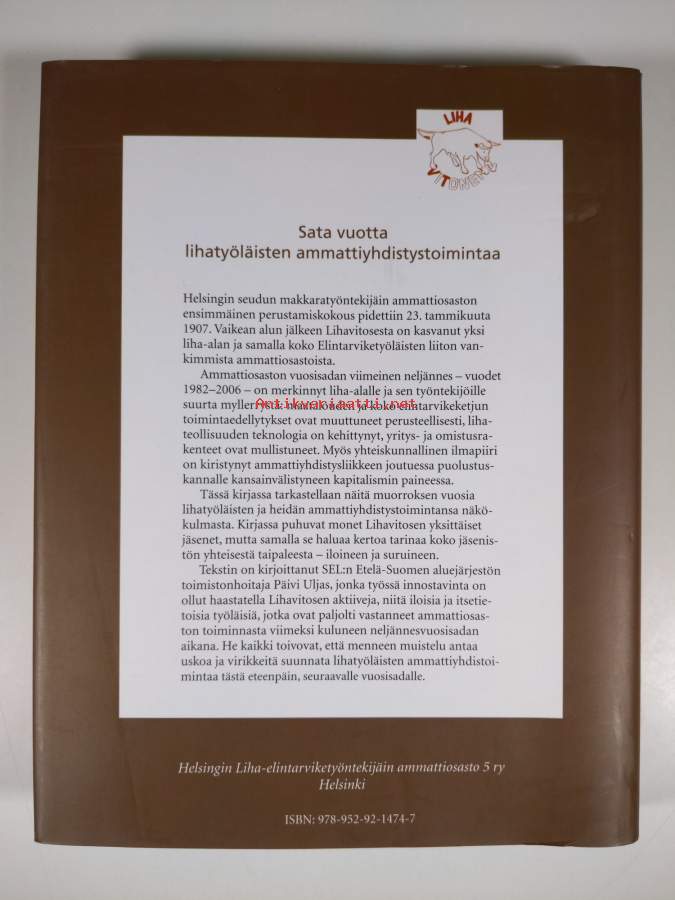 LIHA
VITONEN
Sata vuotta
lihatyöläisten ammattiyhdistystoimintaa
Helsingin seudun makkaratyöntekijäin ammattiosaston
ensimmäinen perustamiskokous pidettiin 23. tammikuuta
1907. Vaikean alun jälkeen Lihavitosesta on kasvanut yksi
liha-alan ja samalla koko Elintarviketyöläisten liiton van-
kimmista ammattiosastoista.
Ammattiosaston vuosisadan viimeinen neljännes – vuodet
1982–2006 – on merkinnyt liha-alalle ja sen työntekijöille
suurta myllerrystä: kansalouden ja koko elintarvikeketjun
Antikvariaatti.net
toimintaedellytykset ovat muuttuneet perusteellisesti, liha-
teollisuuden teknologia on kehittynyt, yritys- ja omistusra-
kenteet ovat mullistuneet. Myös yhteiskunnallinen ilmapiiri
on kiristynyt ammattiyhdistysliikkeen joutuessa puolustus-
kannalle kansainvälistyneen kapitalismin paineessa.
Tässä kirjassa tarkastellaan näitä muorroksen vuosia
lihatyöläisten ja heidän ammattiyhdistystoimintansa näkö-
kulmasta. Kirjassa puhuvat monet Lihavitosen yksittäiset
jäsenet, mutta samalla se haluaa kertoa tarinaa koko jäsenis-
tön yhteisestä taipaleesta – iloineen ja suruineen.
Tekstin on kirjoittanut SEL:n Etelä-Suomen aluejärjestön
toimistonhoitaja Päivi Uljas, jonka työssä innostavinta on
ollut haastatella Lihavitosen aktiiveja, niitä iloisia ja itsetie-
toisia työläisiä, jotka ovat paljolti vastanneet ammattiosas-
ton toiminnasta viimeksi kuluneen neljännesvuosisadan
aikana. He kaikki toivovat, että menneen muistelu antaa
uskoa ja virikkeitä suunnata lihatyöläisten ammattiyhdistoi-
mintaa tästä eteenpäin, seuraavalle vuosisadalle.
Helsingin Liha-elintarviketyöntekijäin ammattiosasto 5 ry
Helsinki
ISBN: 978-952-92-1474-7